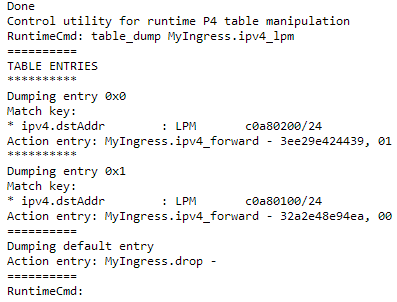 Done
Control utility for runtime P4 table manipulation
RuntimeCmd: table_dump MyIngress.ipv4_lpm
==========
TABLE ENTRIES
**********
Dumping entry 0x0
Match key:
* ipv4.dstAddr        : LPM       c0a80200/24
Action entry: MyIngress.ipv4_forward - 3ee29e424439, 01
**********
Dumping entry 0x1
Match key:
* ipv4.dstAddr        : LPM       c0a80100/24
Action entry: MyIngress.ipv4_forward - 32a2e48e94ea, 00
==========
Dumping default entry
Action entry: MyIngress.drop -
==========
RuntimeCmd: